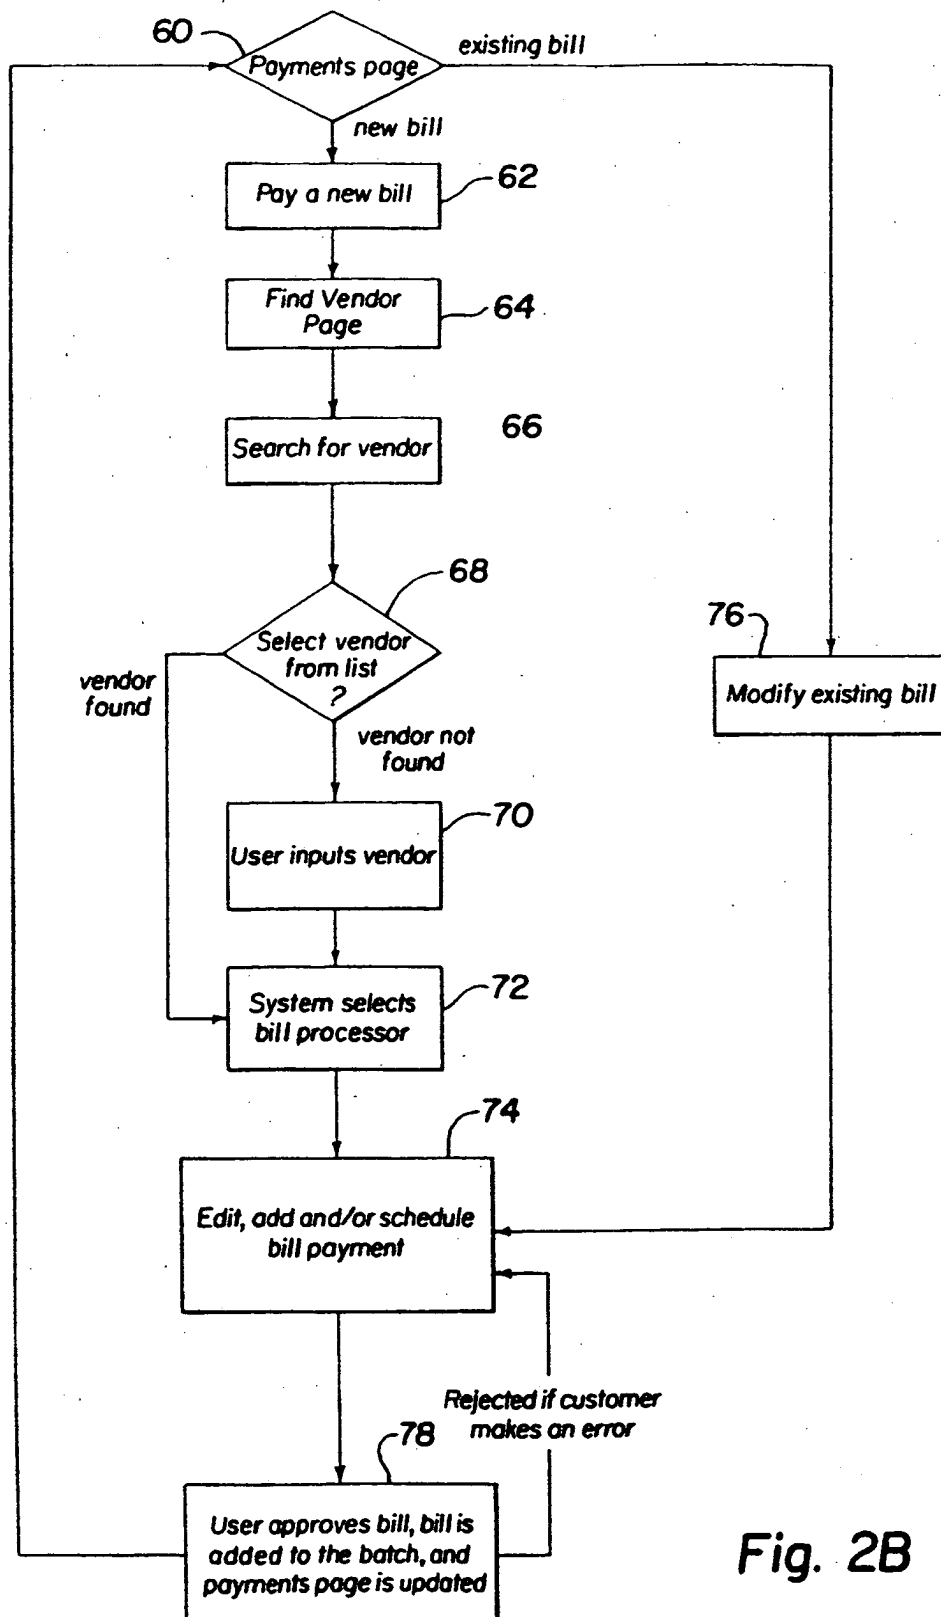 60
Payments page
existing bill
new bill
Pay a new bill
62
Find Vendor
Page
64
Search for vendor
66
68
Select vendor
from list
?
vendor
found
vendor not
found
76
Modify existing bill
70
User inputs vendor
72
System selects
bill processor
74
Edit, add and/or schedule
bill payment
Rejected if customer
makes an error
78
User approves bill, bill is
added to the batch, and
payments page is updated
Fig. 2B